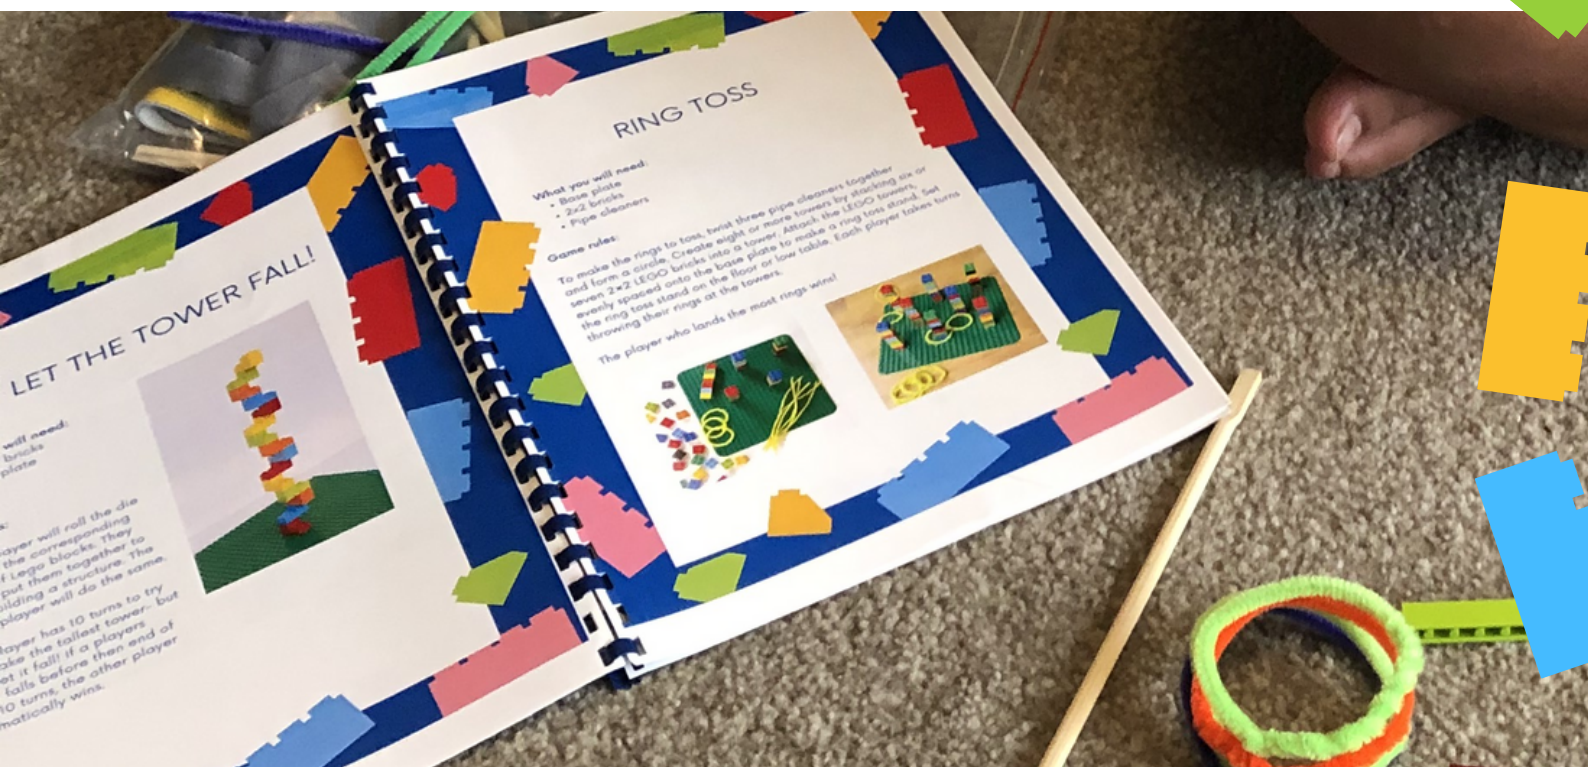 LET THE TOWER FALL!
will need:
bricks
plate
s:
ayer will roll the die
the corresponding
f Lego blocks. They
put them together to
uilding a structure. The
player will do the same.
layer has 10 turns to try
ake the tallest tower- but
et it fall! if a players
falls before then end of
10 turns, the other player
matically wins.
RING TOSS
What you will need:
• Base plate
• 2x2 bricks
• Pipe cleaners
Game rules:
To make the rings to toss, twist three pipe cleaners together
and form a circle. Create eight or more towers by stacking six or
seven 2x2 LEGO bricks into a tower. Attach the LEGO towers,
evenly spaced onto the base plate to make a ring toss stand. Set
the ring toss stand on the floor or low table. Each player takes turns
throwing their rings at the towers.
The player who lands the most rings wins!